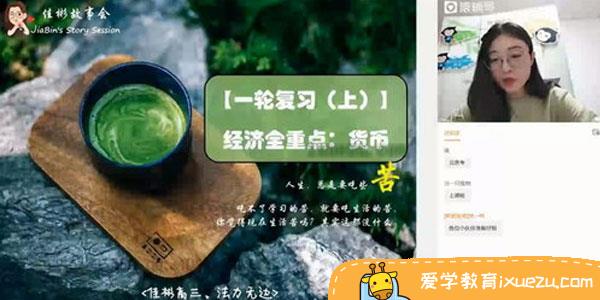 佳彬故事会
JiaBin's Story Session
【一轮复习（上）】
经济全重点：货币
人生，总是要吃些苦
吃不了学习的苦，就要吃生活的苦。
你觉得现在生活苦吗？其实这都没什么
<佳彬高三、法力无边>
上课啦
爱学教育ixuezu.com